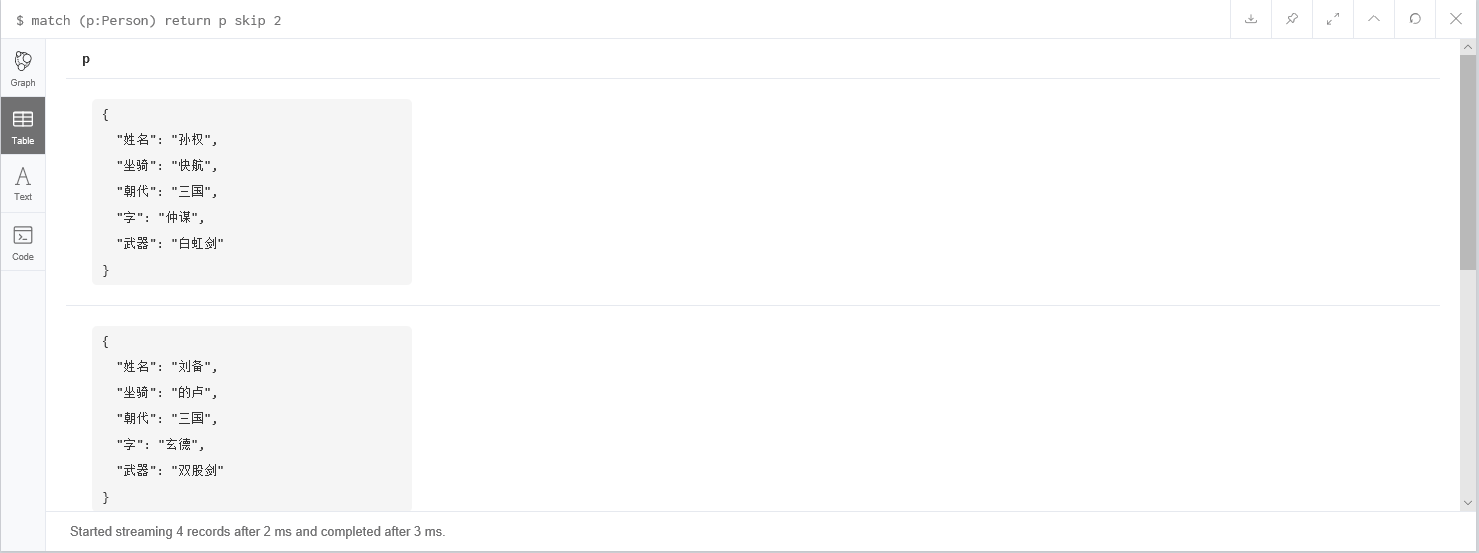 $ match (p:Person) return p skip 2
Graph
Table
Text
Code
p
{
"姓名": "孙权",
"坐骑": "快航",
"朝代": "三国",
"字": "仲谋",
"武器": "白虹剑"
}
{
"姓名": "刘备",
"坐骑": "的卢",
"朝代": "三国",
"字": "玄德",
"武器": "双股剑"
}
Started streaming 4 records after 2 ms and completed after 3 ms.